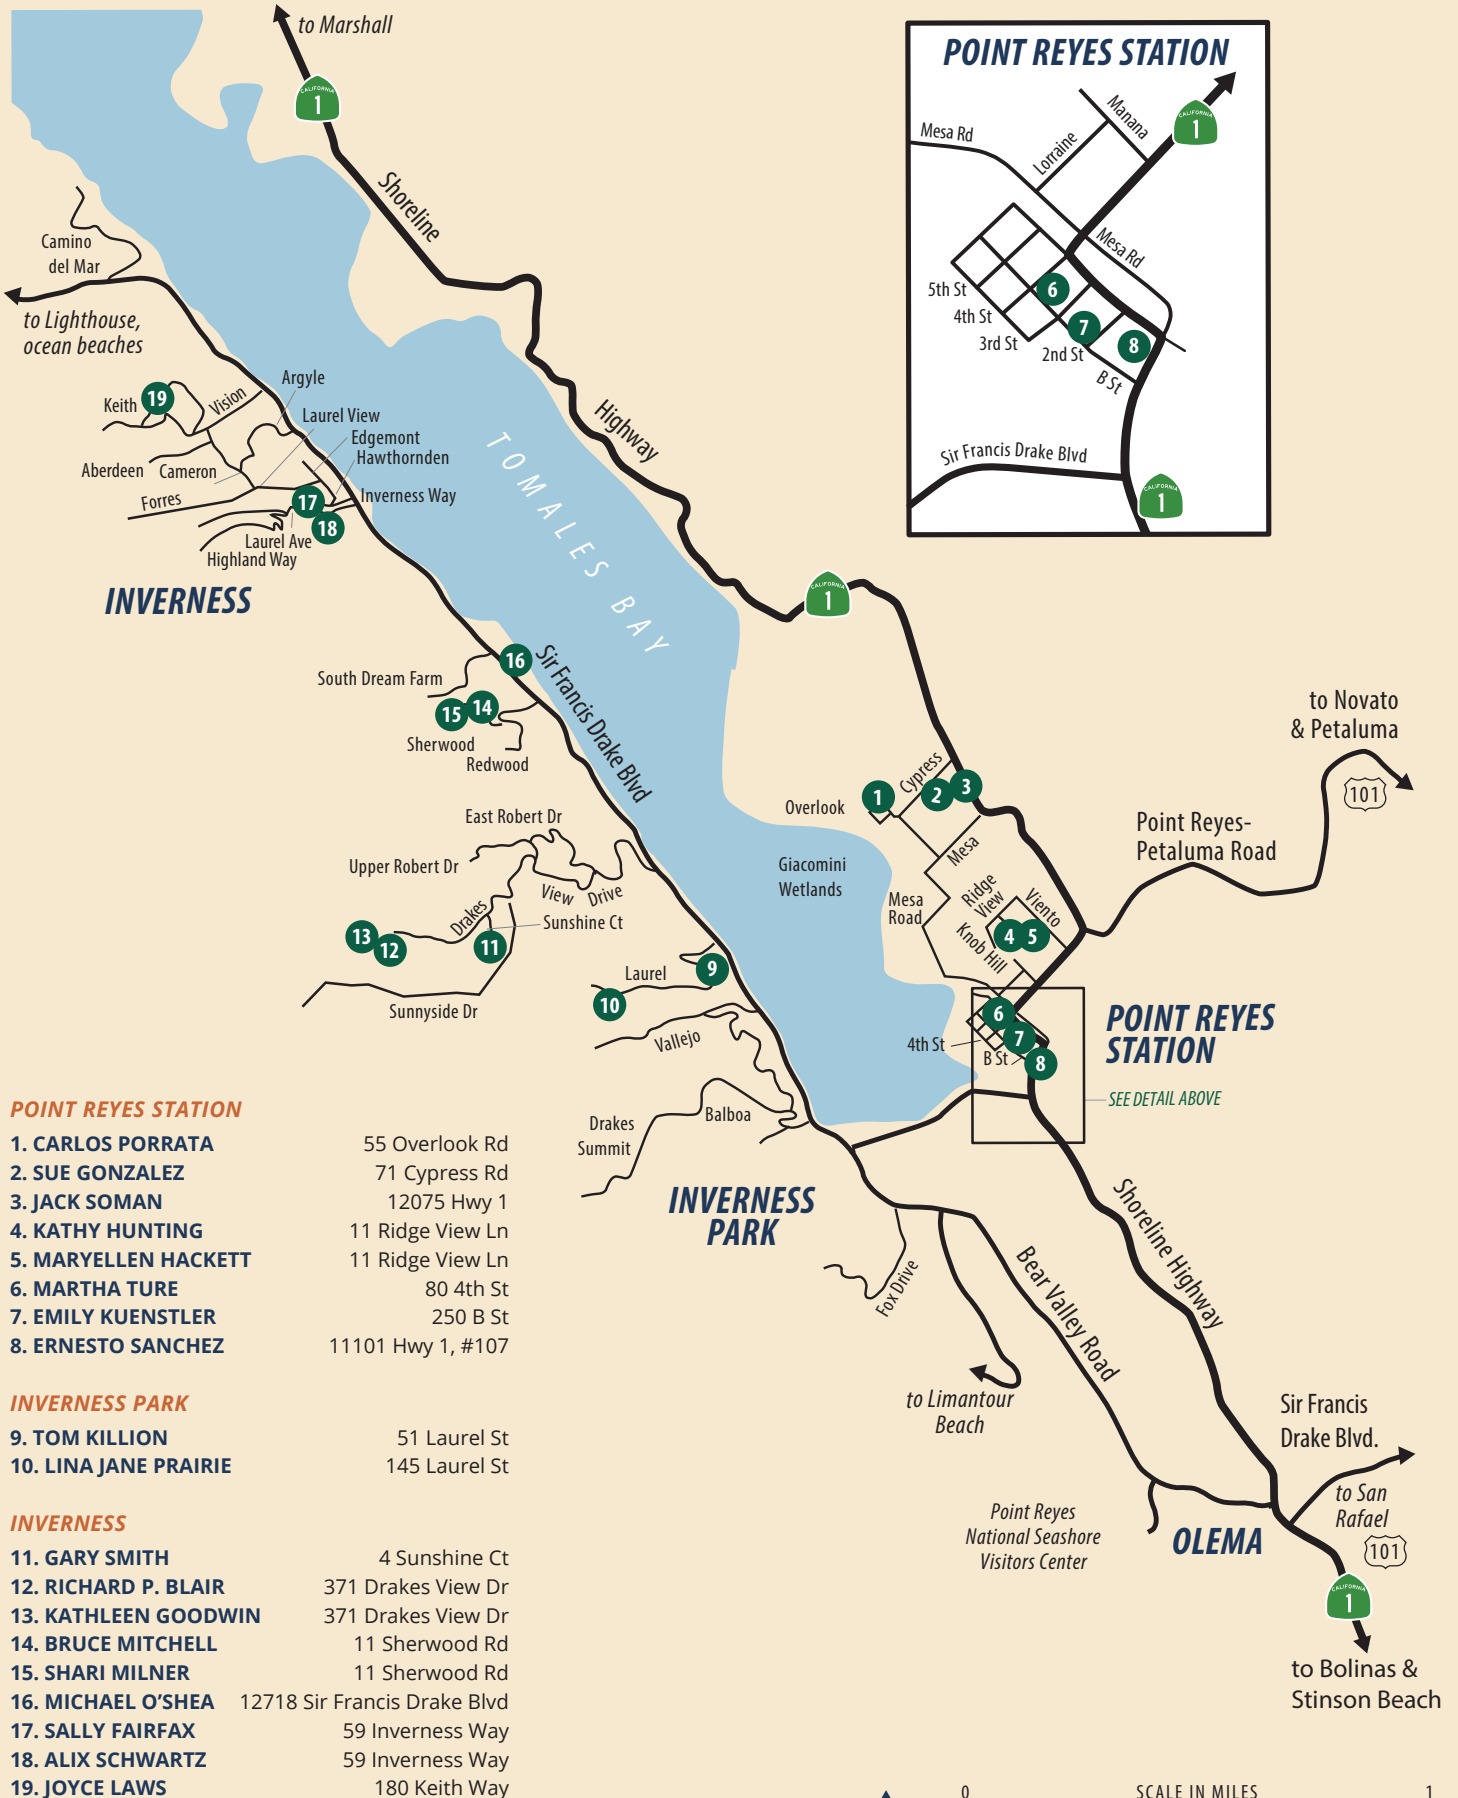 to Marshall
CALIFORNIA
1
Shoreline
Camino
del Mar
to Lighthouse,
ocean beaches
Argyle
Keith
19
Vision
Laurel View
Edgemont
Hawthornden
Aberdeen
Cameron
Forres
17
Inverness Way
18
Laurel Ave
Highland Way
INVERNESS
Highway
TOMALES BAY
CALIFORNIA
1
POINT REYES STATION
CALIFORNIA
1
Mesa Rd
Manana
Lorraine
Mesa Rd
5th St
6
4th St
7
3rd St
8
2nd St
B St
Sir Francis Drake Blvd
CALIFORNIA
1
16
Sir Francis Drake Blvd
South Dream Farm
15
14
Sherwood
Redwood
to Novato
& Petaluma
101
Point Reyes-
Petaluma Road
Overlook
1
Cypress
2
3
Mesa
Giacomini
Wetlands
Mesa
Road
Ridge
View
Viento
4
5
Knob Hill
East Robert Dr
Upper Robert Dr
View Drive
Drakes
Sunshine Ct
13
12
11
Sunnyside Dr
Laurel
9
10
Vallejo
6
7
4th St
B St
8
POINT REYES
STATION
SEE DETAIL ABOVE
Balboa
Drakes
Summit
INVERNESS
PARK
Shoreline Highway
Fox Drive
Bear Valley Road
to Limantour
Beach
Sir Francis
Drake Blvd.
to San
Rafael
101
Point Reyes
National Seashore
Visitors Center
OLEMA
CALIFORNIA
1
to Bolinas &
Stinson Beach
POINT REYES STATION
1. CARLOS PORRATA 55 Overlook Rd
2. SUE GONZALEZ 71 Cypress Rd
3. JACK SOMAN 12075 Hwy 1
4. KATHY HUNTING 11 Ridge View Ln
5. MARYELLEN HACKETT 11 Ridge View Ln
6. MARTHA TURE 80 4th St
7. EMILY KUENSTLER 250 B St
8. ERNESTO SANCHEZ 11101 Hwy 1, #107
INVERNESS PARK
9. TOM KILLION 51 Laurel St
10. LINA JANE PRAIRIE 145 Laurel St
INVERNESS
11. GARY SMITH 4 Sunshine Ct
12. RICHARD P. BLAIR 371 Drakes View Dr
13. KATHLEEN GOODWIN 371 Drakes View Dr
14. BRUCE MITCHELL 11 Sherwood Rd
15. SHARI MILNER 11 Sherwood Rd
16. MICHAEL O’SHEA 12718 Sir Francis Drake Blvd
17. SALLY FAIRFAX 59 Inverness Way
18. ALIX SCHWARTZ 59 Inverness Way
19. JOYCE LAWS 180 Keith Way
0 SCALE IN MILES 1